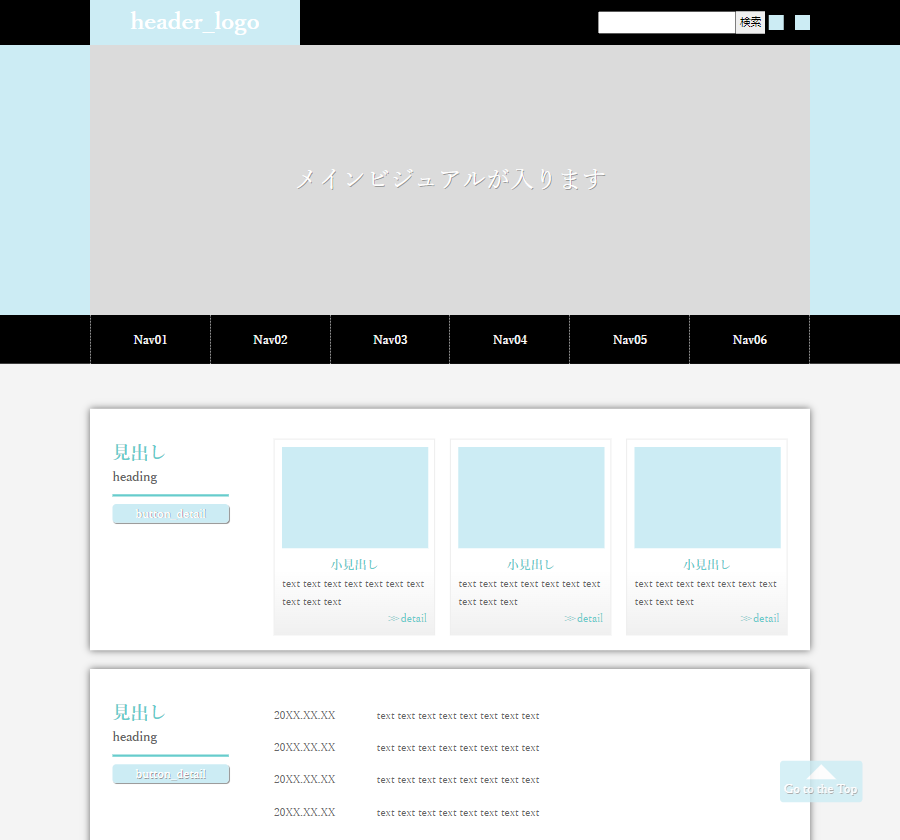 header_logo
検索
メインビジュアルが入ります
Nav01 Nav02 Nav03 Nav04 Nav05 Nav06
見出し
heading
button_detail
小見出し
text text text text text text text
text text text
≫detail
小見出し
text text text text text text text
text text text
≫detail
小見出し
text text text text text text text
text text text
≫detail
見出し
heading
button_detail
20XX.XX.XX text text text text text text text text
20XX.XX.XX text text text text text text text text
20XX.XX.XX text text text text text text text text
20XX.XX.XX text text text text text text text text
Go to the Top